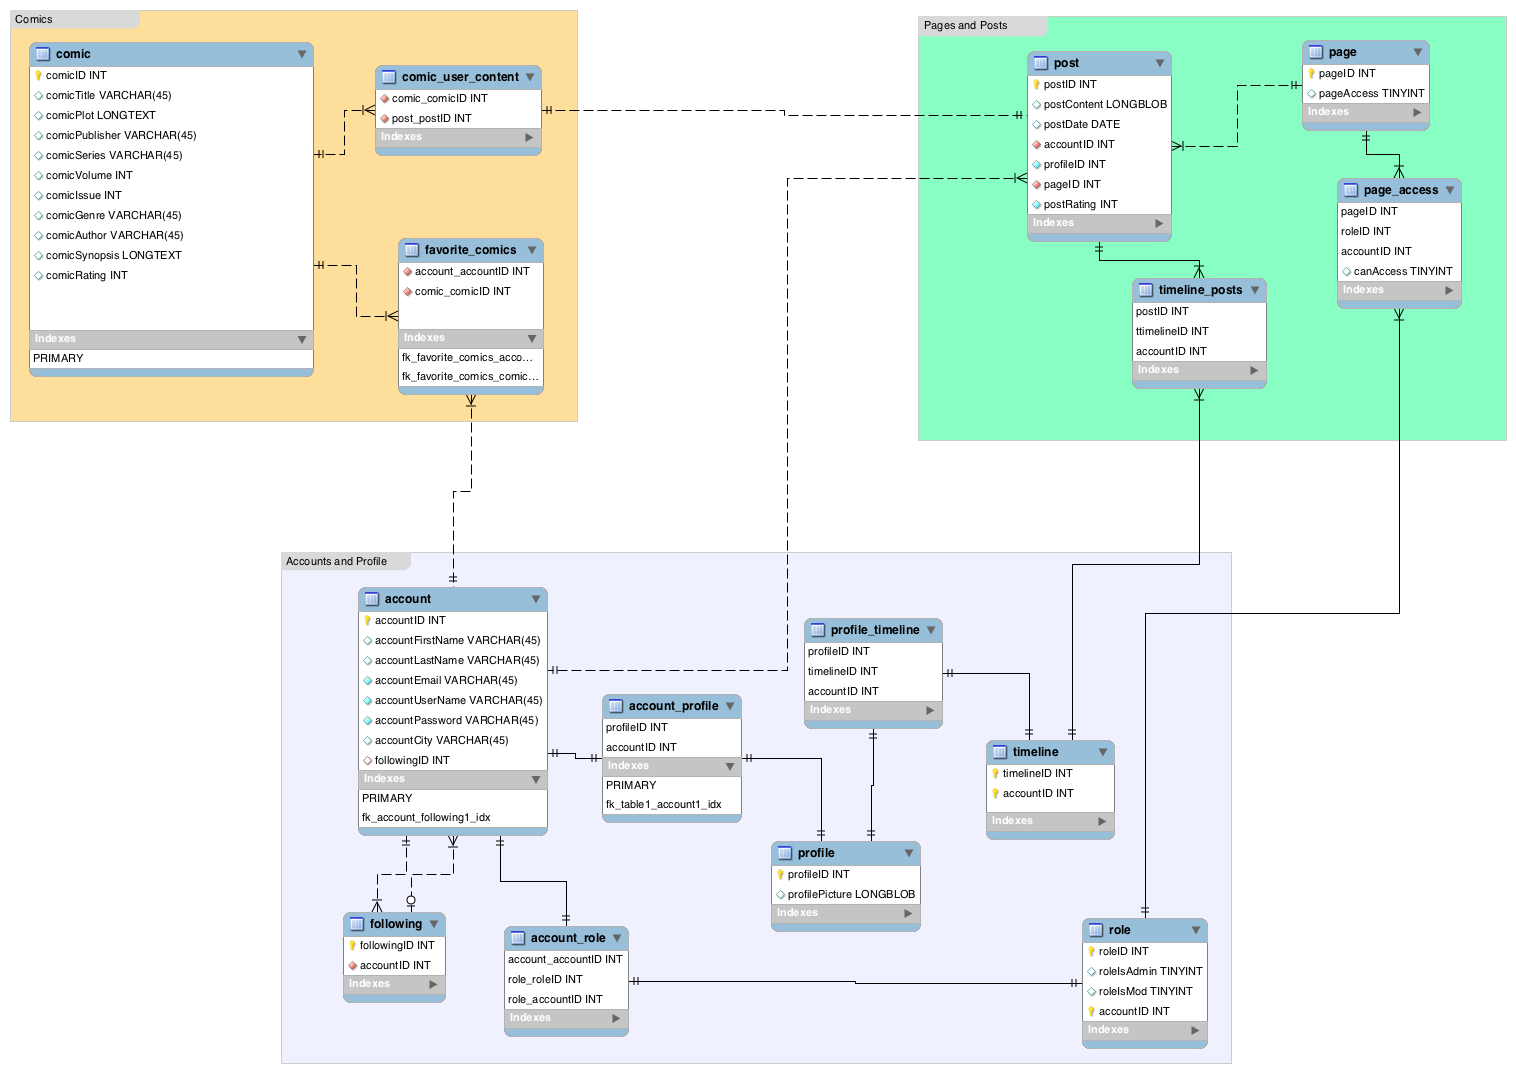 Comics
comic
comicID INT
comicTitle VARCHAR(45)
comicPlot LONGTEXT
comicPublisher VARCHAR(45)
comicSeries VARCHAR(45)
comicVolume INT
comicIssue INT
comicGenre VARCHAR(45)
comicAuthor VARCHAR(45)
comicSynopsis LONGTEXT
comicRating INT
Indexes
PRIMARY
comic_user_content
comic_comicID INT
post_postID INT
Indexes
favorite_comics
account_accountID INT
comic_comicID INT
Indexes
fk_favorite_comics_acco...
fk_favorite_comics_comic...
Pages and Posts
post
postID INT
postContent LONGBLOB
postDate DATE
accountID INT
profileID INT
pageID INT
postRating INT
Indexes
page
pageID INT
pageAccess TINYINT
Indexes
page_access
pageID INT
roleID INT
accountID INT
canAccess TINYINT
Indexes
timeline_posts
postID INT
ttimelineID INT
accountID INT
Indexes
Accounts and Profile
account
accountID INT
accountFirstName VARCHAR(45)
accountLastName VARCHAR(45)
accountEmail VARCHAR(45)
accountUserName VARCHAR(45)
accountPassword VARCHAR(45)
accountCity VARCHAR(45)
followingID INT
Indexes
PRIMARY
fk_account_following1_idx
account_profile
profileID INT
accountID INT
Indexes
PRIMARY
fk_table1_account1_idx
profile_timeline
profileID INT
timelineID INT
accountID INT
Indexes
timeline
timelineID INT
accountID INT
Indexes
profile
profileID INT
profilePicture LONGBLOB
Indexes
following
followingID INT
accountID INT
Indexes
account_role
account_accountID INT
role_roleID INT
role_accountID INT
Indexes
role
roleID INT
roleIsAdmin TINYINT
roleIsMod TINYINT
accountID INT
Indexes